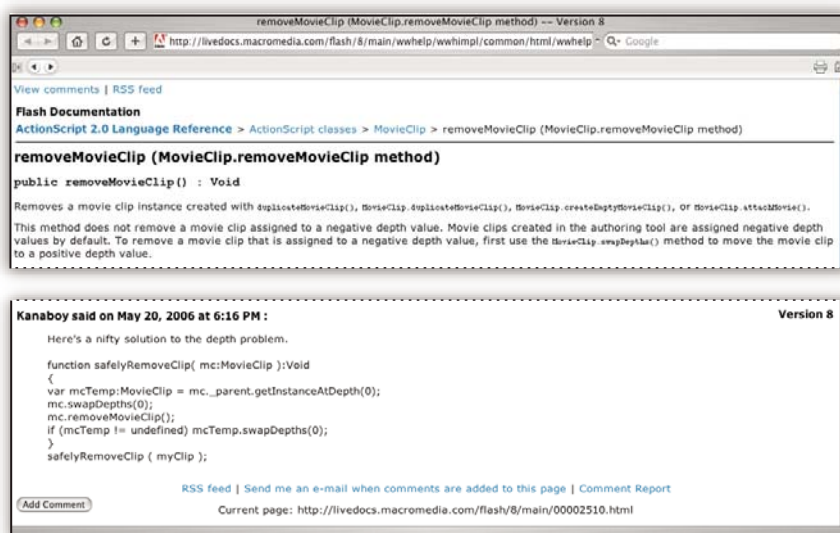 removeMovieClip (MovieClip.removeMovieClip method) -- Version 8
http://livedocs.macromedia.com/flash/8/main/wwhelp/wwhimpl/common/html/wwhelp
Google
View comments | RSS feed
Flash Documentation
ActionScript 2.0 Language Reference > ActionScript classes > MovieClip > removeMovieClip (MovieClip.removeMovieClip method)
removeMovieClip (MovieClip.removeMovieClip method)
public removeMovieClip() : Void
Removes a movie clip instance created with duplicateMovieClip(), MovieClip.duplicateMovieClip(), MovieClip.createEmptyMovieClip(), or MovieClip.attachMovie().
This method does not remove a movie clip assigned to a negative depth value. Movie clips created in the authoring tool are assigned negative depth
values by default. To remove a movie clip that is assigned to a negative depth value, first use the MovieClip.swapDepths() method to move the movie clip
to a positive depth value.
Kanaboy said on May 20, 2006 at 6:16 PM :
Version 8
Here's a nifty solution to the depth problem.
function safelyRemoveClip( mc:MovieClip ):Void
{
var mcTemp:MovieClip = mc._parent.getInstanceAtDepth(0);
mc.swapDepths(0);
mc.removeMovieClip();
if (mcTemp != undefined) mcTemp.swapDepths(0);
}
safelyRemoveClip ( myClip );
RSS feed | Send me an e-mail when comments are added to this page | Comment Report
Add Comment
Current page: http://livedocs.macromedia.com/flash/8/main/00002510.html